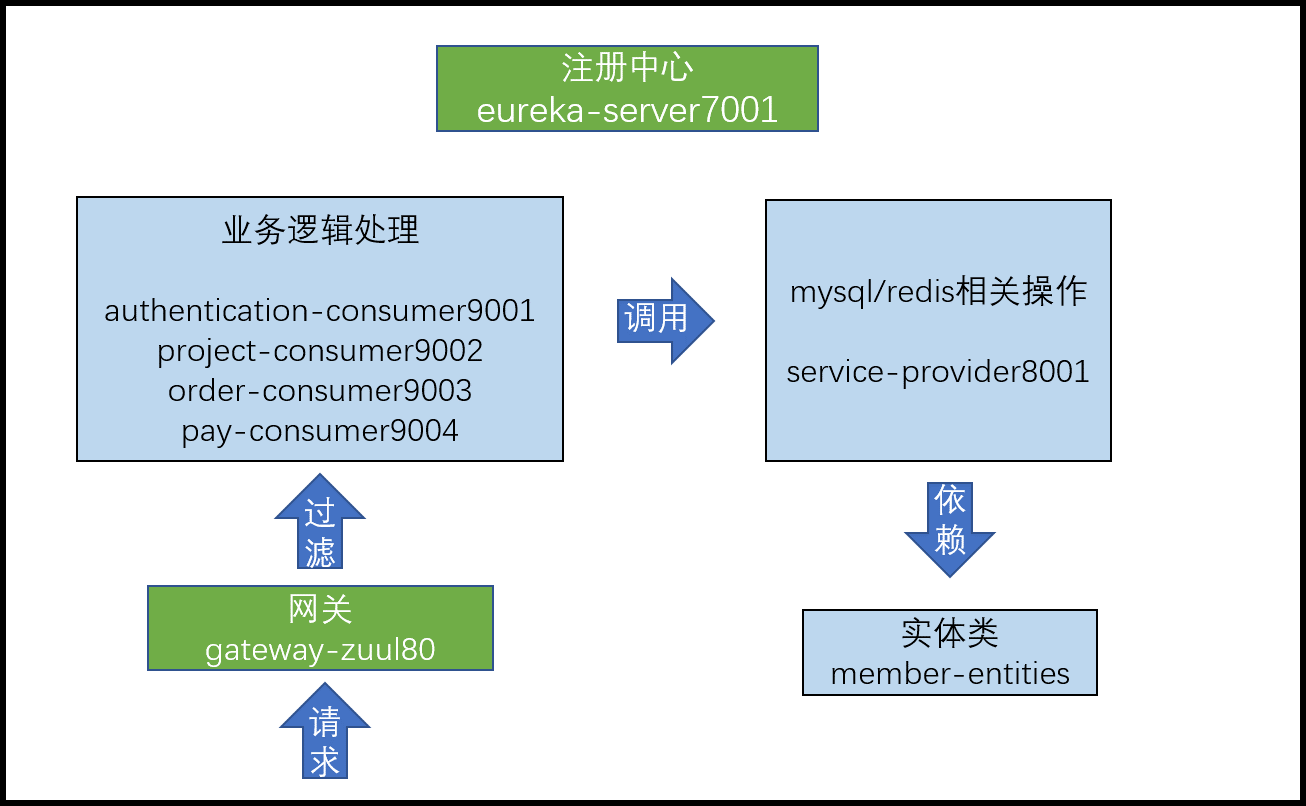 注册中心
eureka-server7001
业务逻辑处理
authentication-consumer9001
project-consumer9002
order-consumer9003
pay-consumer9004
调用
mysql/redis相关操作
service-provider8001
过
滤
依
赖
网关
gateway-zuul80
实体类
member-entities
请
求